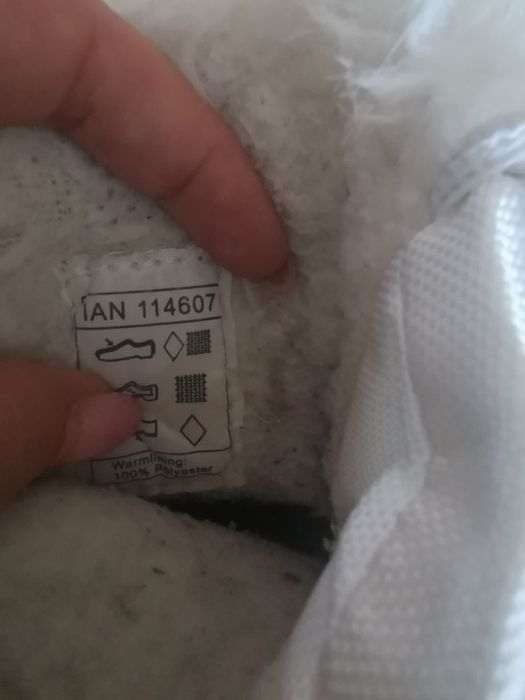 IAN 114607
Warmlining:
100% Polyester